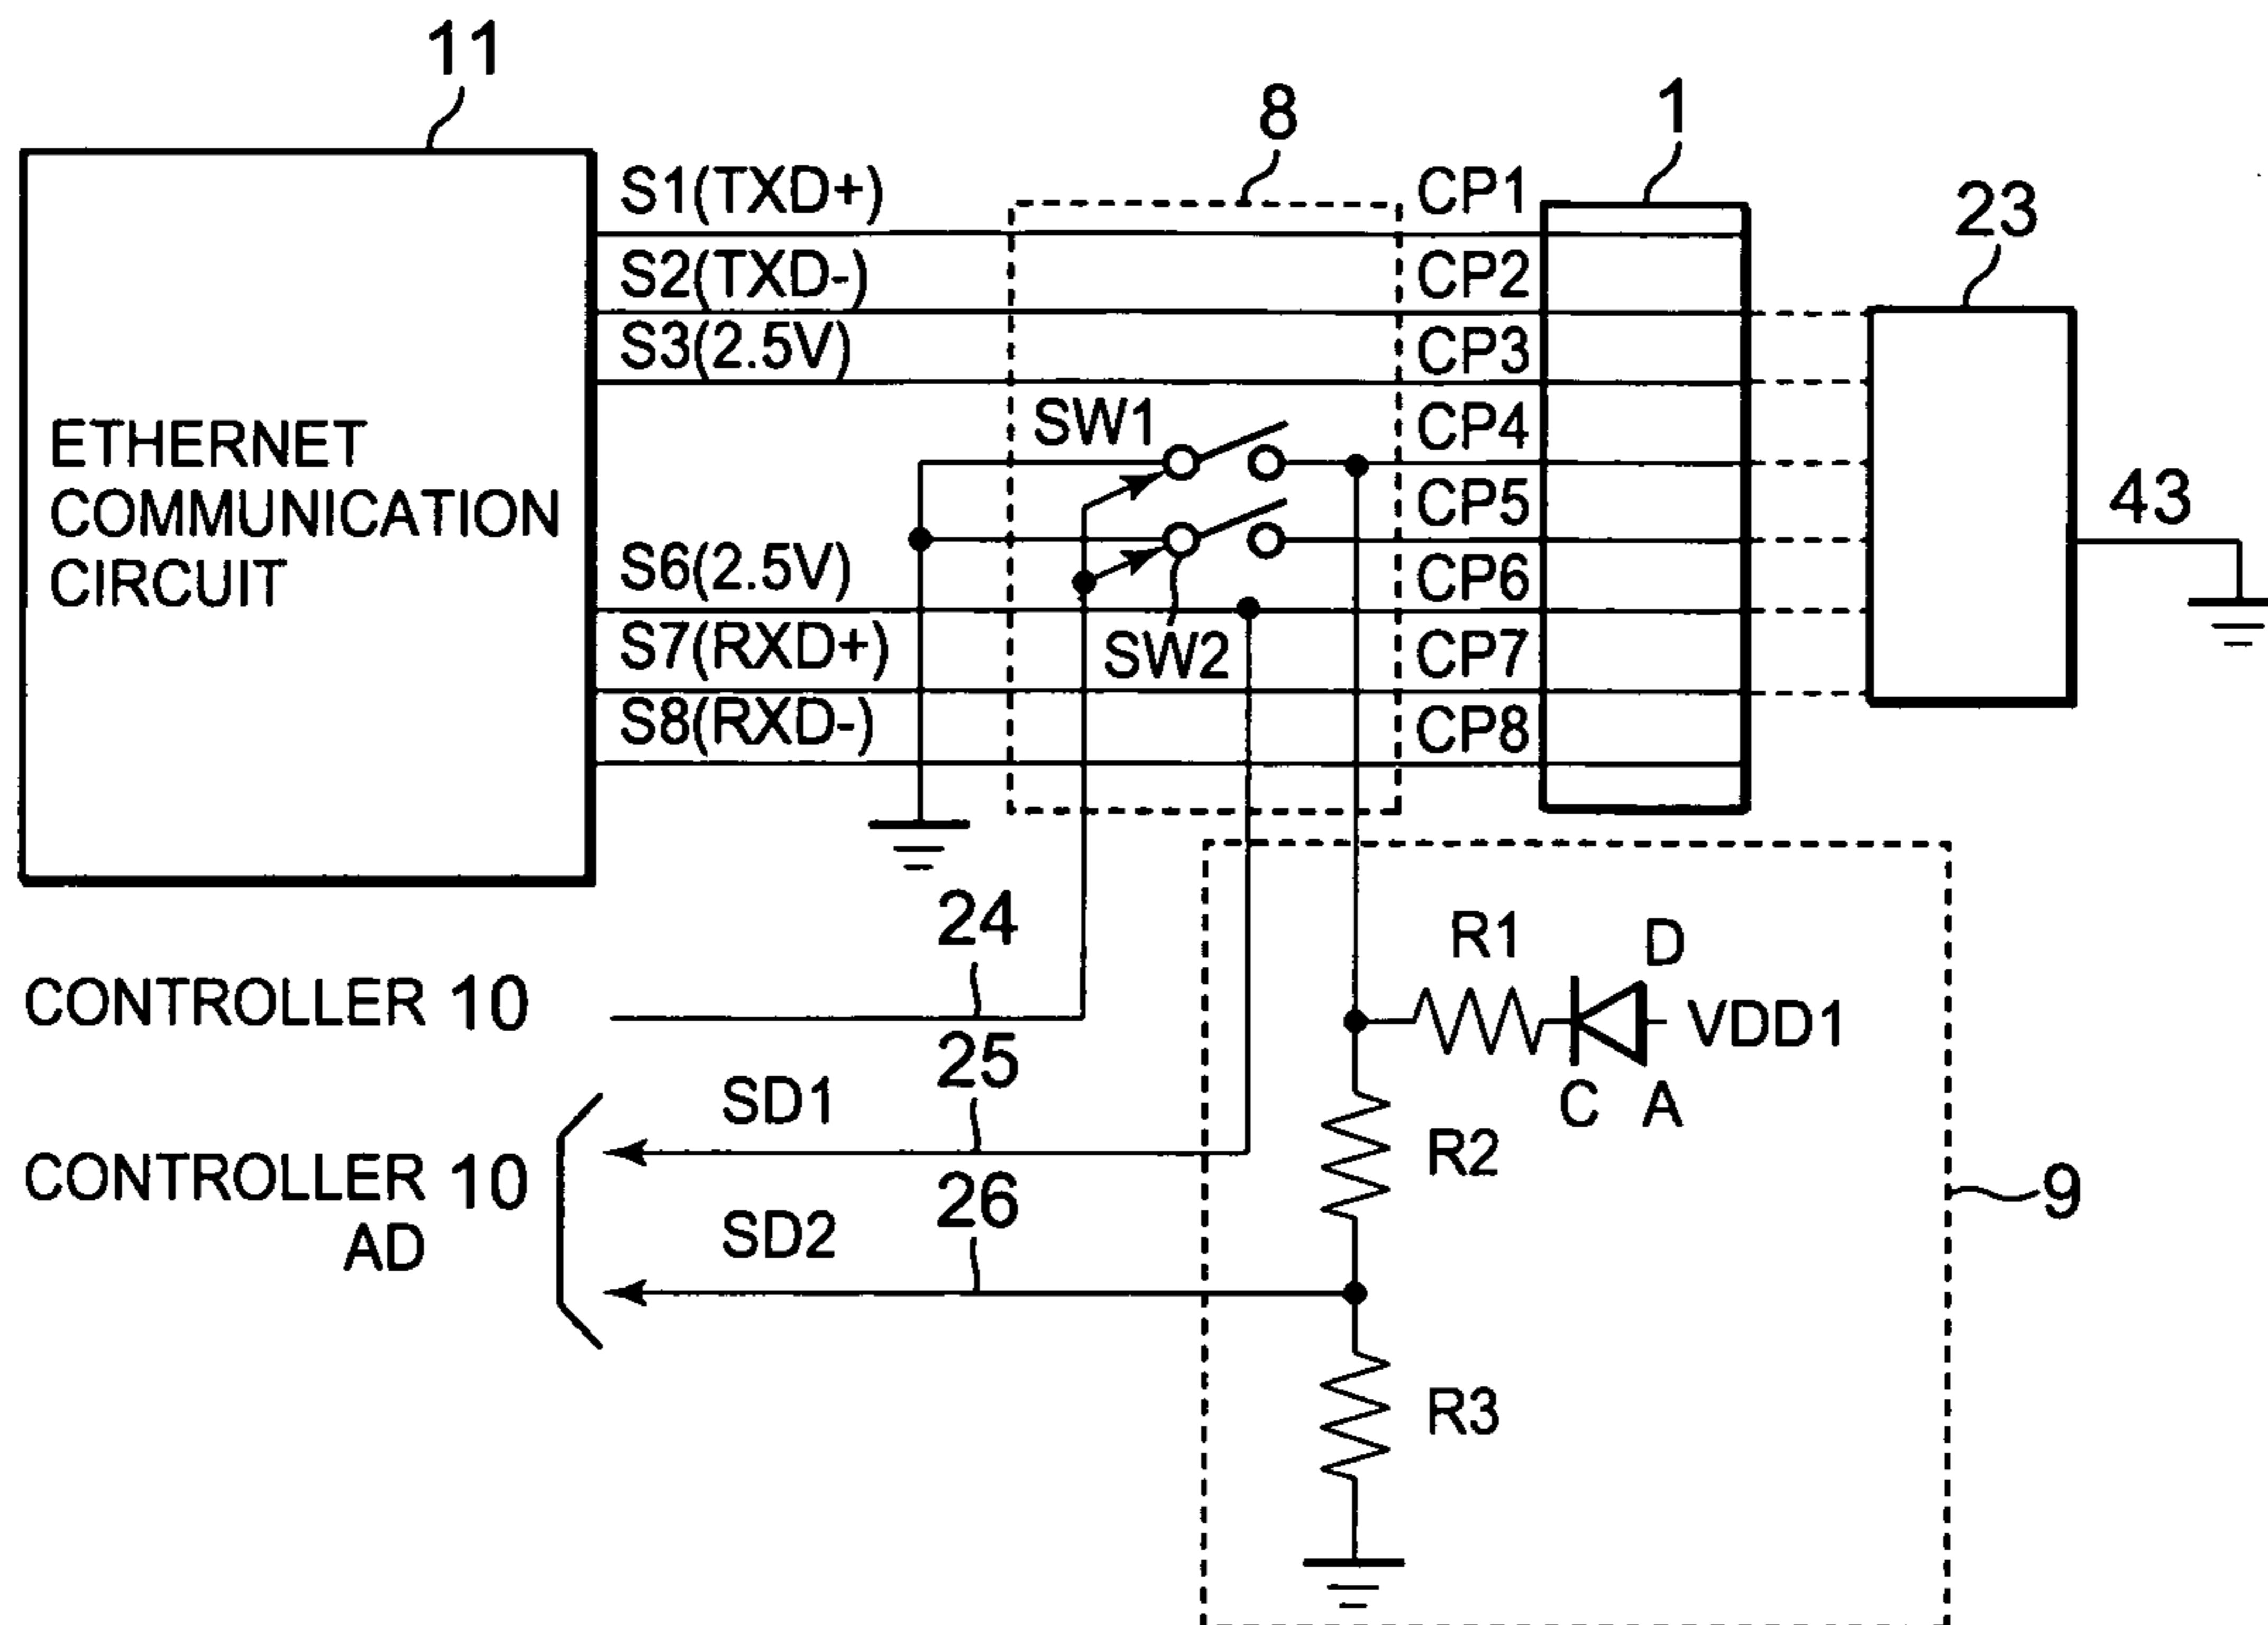 11
8
1
23
S1(TXD+)
CP1
S2(TXD-)
CP2
S3(2.5V)
CP3
ETHERNET
COMMUNICATION
CIRCUIT
SW1
CP4
CP5
43
S6(2.5V)
CP6
S7(RXD+)
SW2
CP7
S8(RXD-)
CP8
24
R1
D
CONTROLLER 10
VDD1
25
C
A
SD1
CONTROLLER 10
AD
R2
26
9
SD2
R3